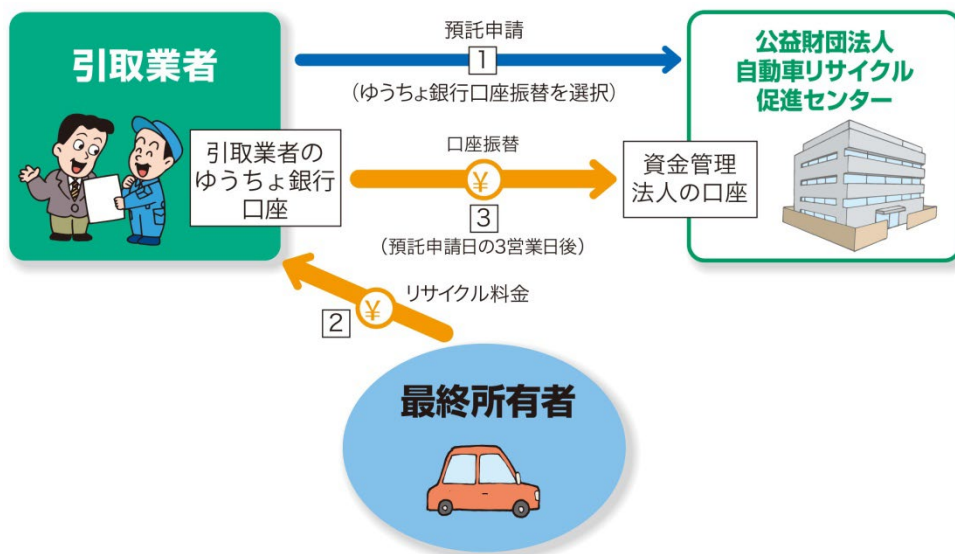 引取業者
預託申請
1
(ゆうちょ銀行口座振替を選択)
公益財団法人
自動車リサイクル
促進センター
引取業者の
ゆうちょ銀行
口座
口座振替
¥
3
(預託申請日の3営業日後)
資金管理
法人の口座
2
¥
リサイクル料金
最終所有者